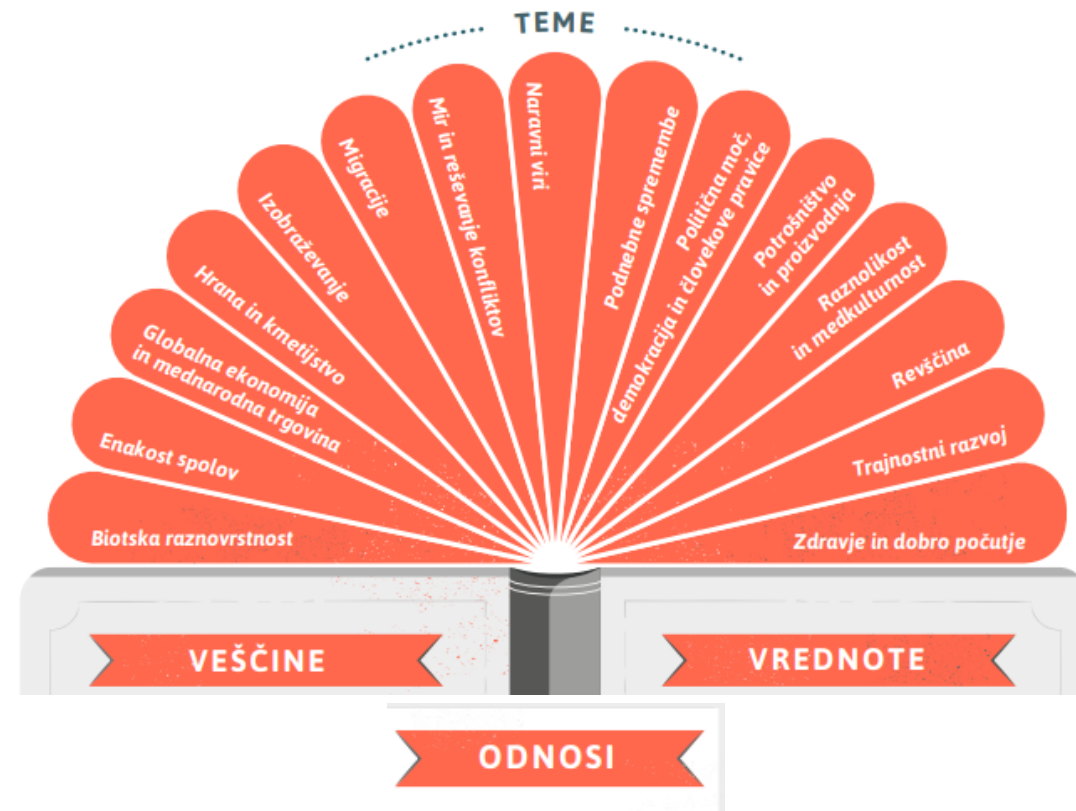 TEME
Biotska raznovrstnost
Enakost spolov
Globalna ekonomija
in mednarodna trgovina
Hrana in kmetijstvo
Izobraževanje
Migracije
Mir in reševanje konfliktov
Naravni viri
Podnebne spremembe
Politična moč,
demokracija in človekove pravice
Potrošništvo
in proizvodnja
Raznolikost
in medkulturnost
Revščina
Trajnostni razvoj
Zdravje in dobro počutje
VEŠČINE
VREDNOTE
ODNOSI